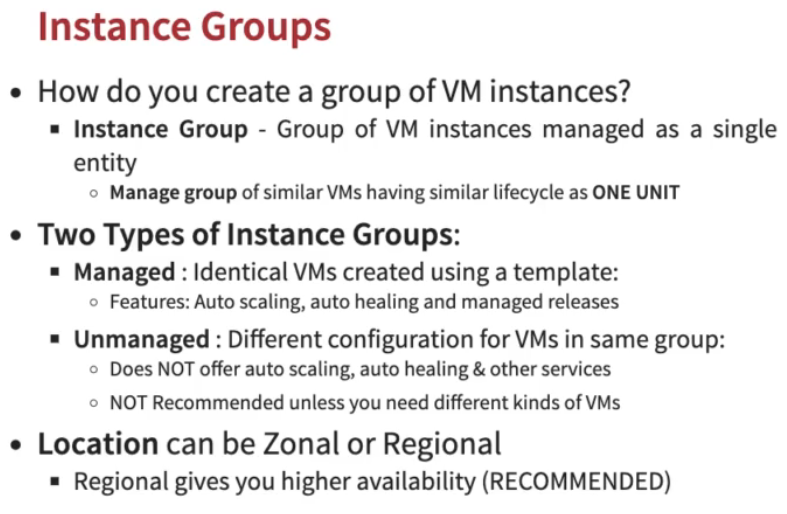 Instance Groups
• How do you create a group of VM instances?
▪ Instance Group - Group of VM instances managed as a single
entity
○ Manage group of similar VMs having similar lifecycle as ONE UNIT
• Two Types of Instance Groups:
▪ Managed : Identical VMs created using a template:
○ Features: Auto scaling, auto healing and managed releases
▪ Unmanaged : Different configuration for VMs in same group:
○ Does NOT offer auto scaling, auto healing & other services
○ NOT Recommended unless you need different kinds of VMs
• Location can be Zonal or Regional
▪ Regional gives you higher availability (RECOMMENDED)